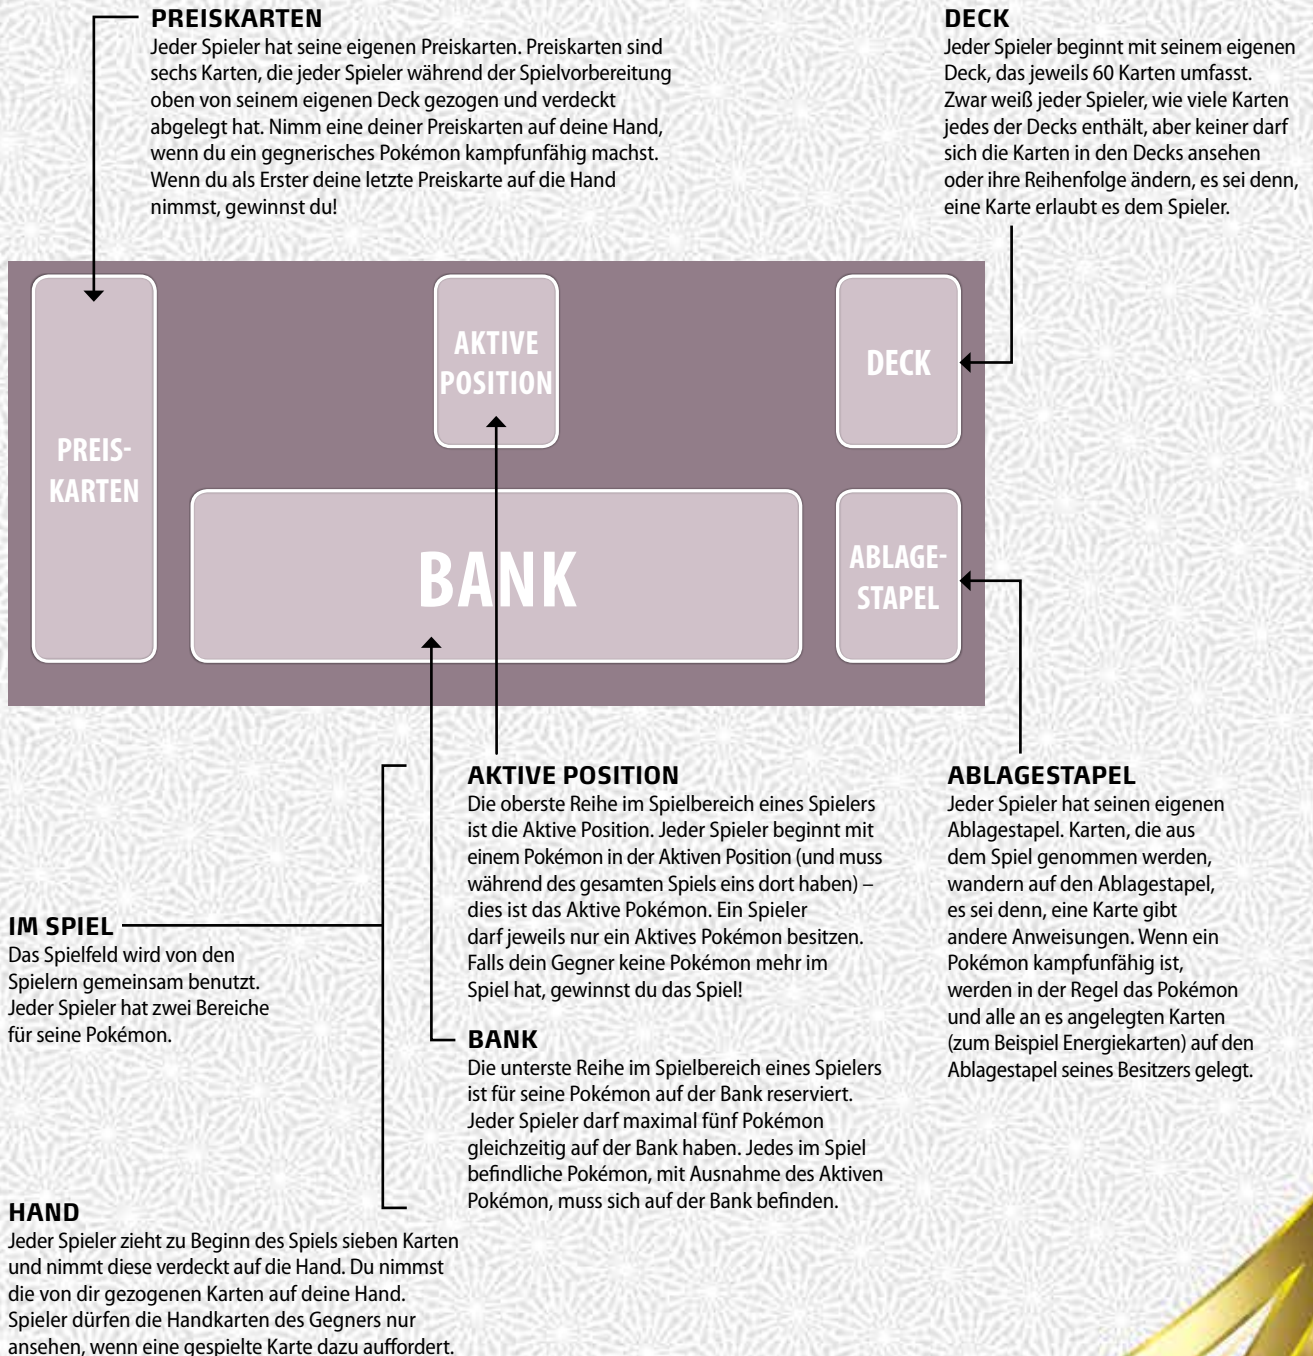 PREISKARTEN
Jeder Spieler hat seine eigenen Preiskarten. Preiskarten sind
sechs Karten, die jeder Spieler während der Spielvorbereitung
oben von seinem eigenen Deck gezogen und verdeckt
abgelegt hat. Nimm eine deiner Preiskarten auf deine Hand,
wenn du ein gegnerisches Pokémon kampfunfähig machst.
Wenn du als Erster deine letzte Preiskarte auf die Hand
nimmst, gewinnst du!
DECK
Jeder Spieler beginnt mit seinem eigenen
Deck, das jeweils 60 Karten umfasst.
Zwar weiß jeder Spieler, wie viele Karten
jedes der Decks enthält, aber keiner darf
sich die Karten in den Decks ansehen
oder ihre Reihenfolge ändern, es sei denn,
eine Karte erlaubt es dem Spieler.
PREIS-
KARTEN
AKTIVE
POSITION
DECK
BANK
ABLAGE-
STAPEL
IM SPIEL
Das Spielfeld wird von den
Spielern gemeinsam benutzt.
Jeder Spieler hat zwei Bereiche
für seine Pokémon.
AKTIVE POSITION
Die oberste Reihe im Spielbereich eines Spielers
ist die Aktive Position. Jeder Spieler beginnt mit
einem Pokémon in der Aktiven Position (und muss
während des gesamten Spiels eins dort haben) –
dies ist das Aktive Pokémon. Ein Spieler
darf jeweils nur ein Aktives Pokémon besitzen.
Falls dein Gegner keine Pokémon mehr im
Spiel hat, gewinnst du das Spiel!
BANK
Die unterste Reihe im Spielbereich eines Spielers
ist für seine Pokémon auf der Bank reserviert.
Jeder Spieler darf maximal fünf Pokémon
gleichzeitig auf der Bank haben. Jedes im Spiel
befindliche Pokémon, mit Ausnahme des Aktiven
Pokémon, muss sich auf der Bank befinden.
ABLAGESTAPEL
Jeder Spieler hat seinen eigenen
Ablagestapel. Karten, die aus
dem Spiel genommen werden,
wandern auf den Ablagestapel,
es sei denn, eine Karte gibt
andere Anweisungen. Wenn ein
Pokémon kampfunfähig ist,
werden in der Regel das Pokémon
und alle an es angelegten Karten
(zum Beispiel Energiekarten) auf den
Ablagestapel seines Besitzers gelegt.
HAND
Jeder Spieler zieht zu Beginn des Spiels sieben Karten
und nimmt diese verdeckt auf die Hand. Du nimmst
die von dir gezogenen Karten auf deine Hand.
Spieler dürfen die Handkarten des Gegners nur
ansehen, wenn eine gespielte Karte dazu auffordert.